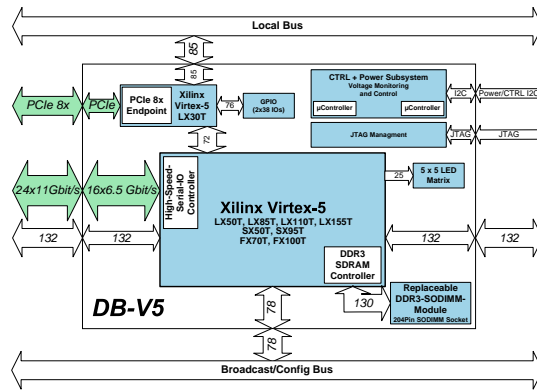 Local Bus
85
85
PCIe 8x
PCIe
PCIe 8x
Endpoint
Xilinx
Virtex-5
LX30T
76
GPIO
(2x38 IOs)
CTRL + Power Subsystem
Voltage Monitoring
and Control
µController
µController
I2C
Power/CTRL I2C
JTAG Managment
JTAG
JTAG
72
24x11Gbit/s
16x6.5 Gbit/s
High-Speed-
Serial-IO
Controller
Xilinx Virtex-5
LX50T, LX85T, LX110T, LX155T
SX50T, SX95T
FX70T, FX100T
25
5 x 5 LED
Matrix
132
132
132
132
DDR3
SDRAM
Controller
DB-V5
78
130
Replaceable
DDR3-SODIMM-
Module
204Pin SODIMM Socket
78
Broadcast/Config Bus